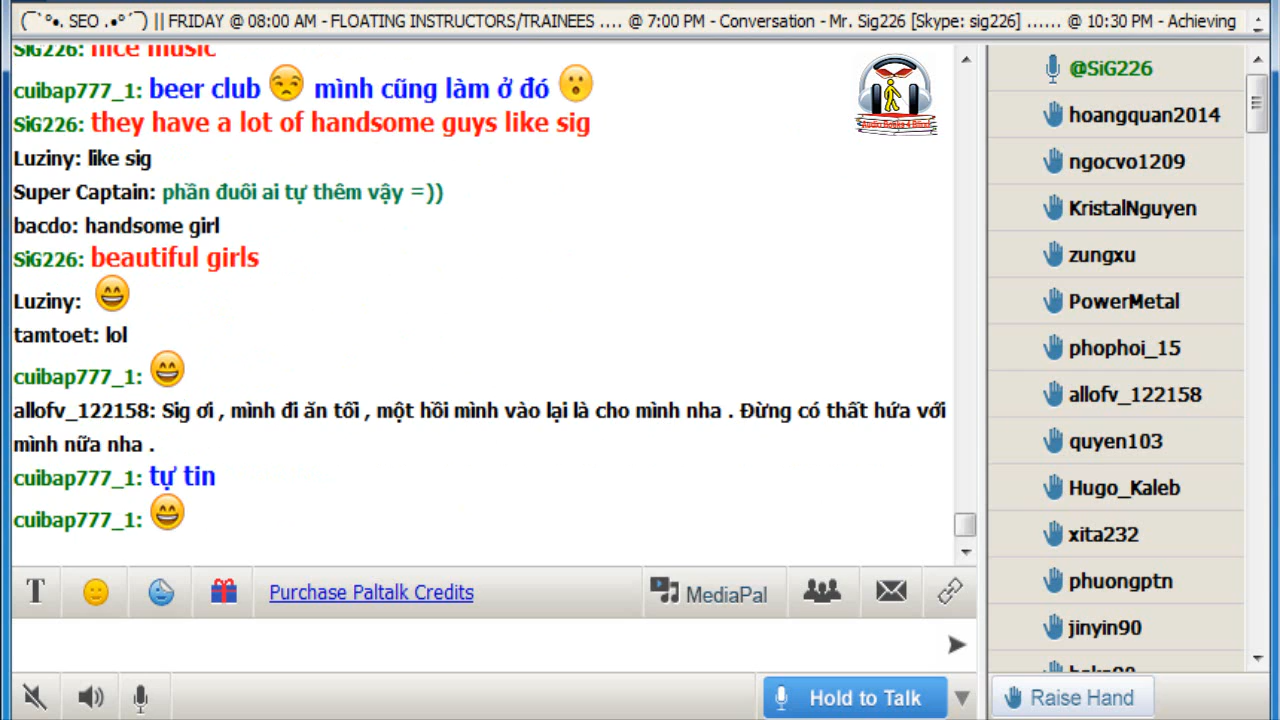 (¯`°•. SEO .•°´¯) || FRIDAY @ 08:00 AM - FLOATING INSTRUCTORS/TRAINEES .... @ 7:00 PM - Conversation - Mr. Sig226 [Skype: sig226] ...... @ 10:30 PM - Achieving
SiG226: nice music
cuibap777_1: beer club mình cũng làm ở đó
SiG226: they have a lot of handsome guys like sig
Luziny: like sig
Super Captain: phần đuôi ai tự thêm vậy =))
bacdo: handsome girl
SiG226: beautiful girls
Luziny:
tamtoet: lol
cuibap777_1:
allofv_122158: Sig ơi , mình đi ăn tối , một hồi mình vào lại là cho mình nha . Đừng có thất hứa với
mình nữa nha .
cuibap777_1: tự tin
cuibap777_1:
@SiG226
hoangquan2014
ngocvo1209
KristalNguyen
zungxu
PowerMetal
phophoi_15
allofv_122158
quyen103
Hugo_Kaleb
xita232
phuongptn
jinyin90
T
Purchase Paltalk Credits
MediaPal
Hold to Talk
Raise Hand